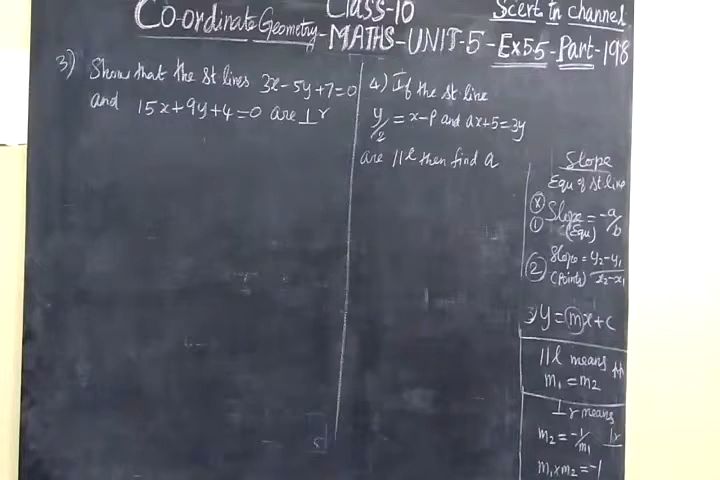 Class-10
Scert tn channel
Co-ordinate Geometry-MATHS-UNIT-5-Ex5.5-Part-198
3) Show that the st lines 3x-5y+7=0
and 15x+9y+4=0 are ⊥r
4) If the st line
y/2 = x-p and ax+5=3y
are ||l then find a
Slope
Equ of st line
① Slope = -a/b
(Equ)
② Slope = y₂-y₁/x₂-x₁
(points)
3) y=mx+c
||l means
m₁ = m₂
⊥r means
m₂ = -1/m₁ ⊥r
m₁×m₂ = -1